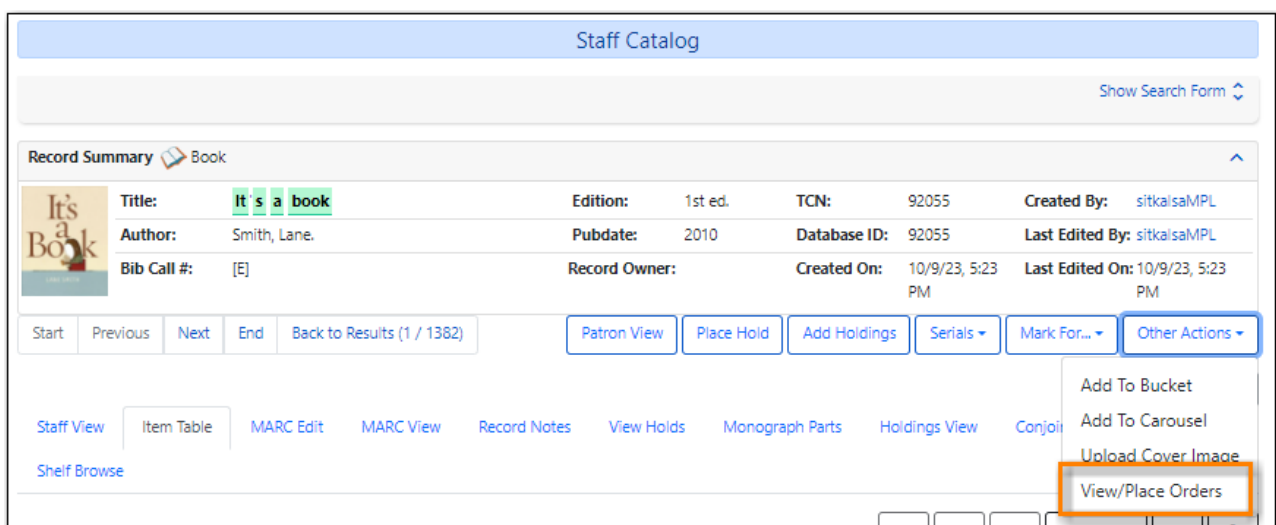 Staff Catalog
Show Search Form
Record Summary Book
It's a Book
Title: It's a book Edition: 1st ed. TCN: 92055 Created By: sitkalsaMPL
Author: Smith, Lane. Pubdate: 2010 Database ID: 92055 Last Edited By: sitkalsaMPL
Bib Call #: [E] Record Owner: Created On: 10/9/23, 5:23 PM Last Edited On: 10/9/23, 5:23 PM
Start Previous Next End Back to Results (1 / 1382) Patron View Place Hold Add Holdings Serials Mark For... Other Actions
Add To Bucket
Add To Carousel
Upload Cover Image
View/Place Orders
Staff View Item Table MARC Edit MARC View Record Notes View Holds Monograph Parts Holdings View Conjoi
Shelf Browse